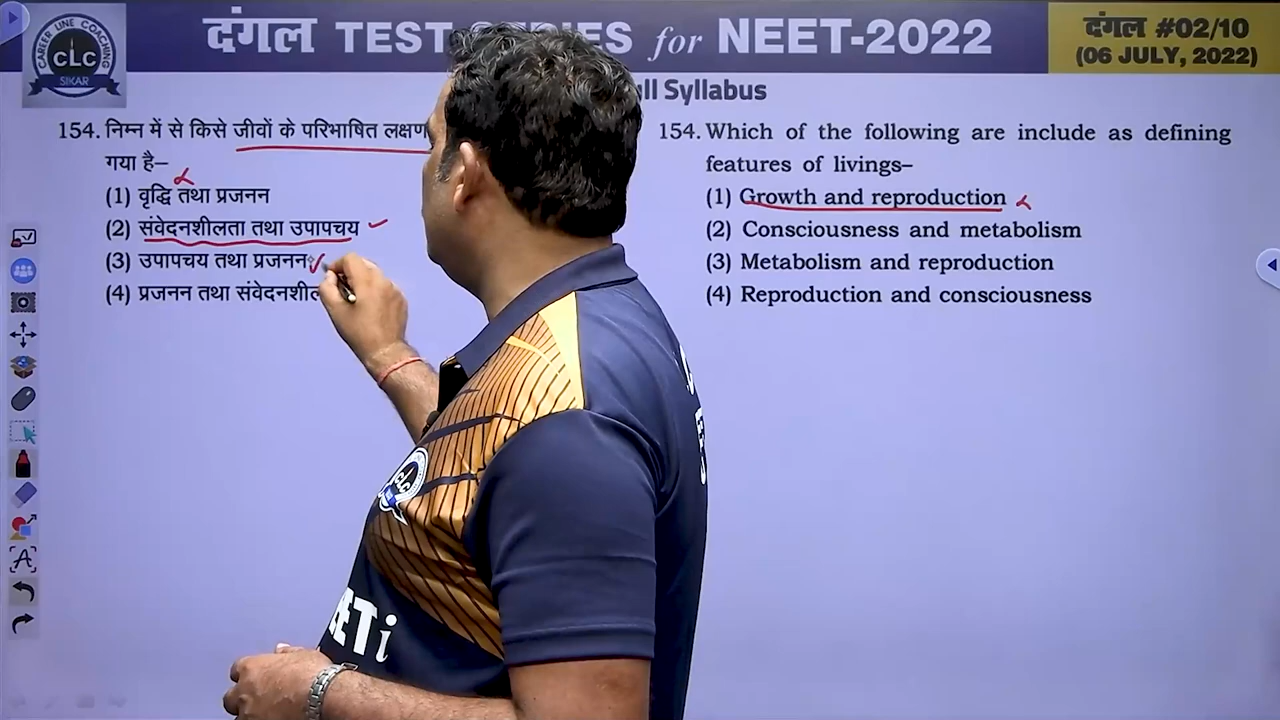 दंगल TEST SERIES for NEET-2022
दंगल #02/10
(06 JULY, 2022)
CAREER LINE COACHING
CLC
SIKAR
Syllabus
154. निम्न में से किसे जीवों के परिभाषित लक्षण
गया है–
(1) वृद्धि तथा प्रजनन
(2) संवेदनशीलता तथा उपापचय
(3) उपापचय तथा प्रजनन
(4) प्रजनन तथा
154. Which of the following are include as defining
features of livings–
(1) Growth and reproduction
(2) Consciousness and metabolism
(3) Metabolism and reproduction
(4) Reproduction and consciousness
CLC